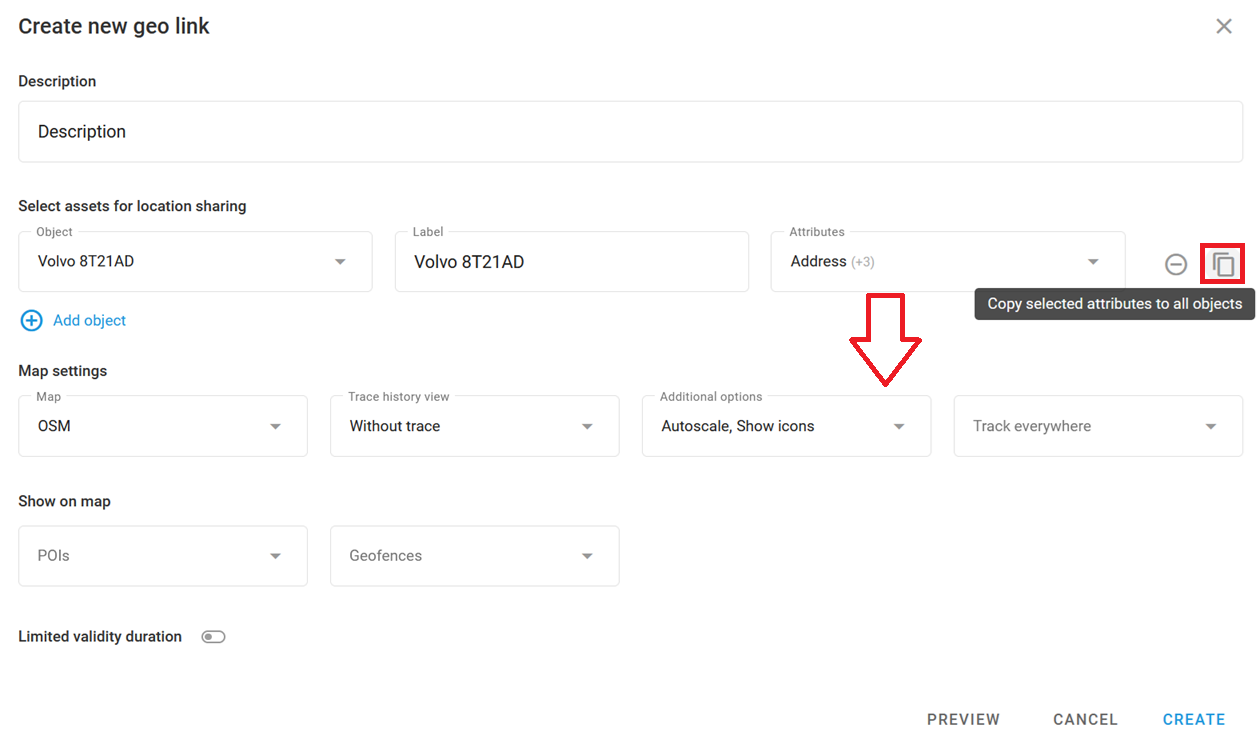 Create new geo link
Description
Description
Select assets for location sharing
Object
Volvo 8T21AD
Label
Volvo 8T21AD
Attributes
Address (+3)
Copy selected attributes to all objects
Add object
Map settings
Map
OSM
Trace history view
Without trace
Additional options
Autoscale, Show icons
Track everywhere
Show on map
POIs
Geofences
Limited validity duration
PREVIEW CANCEL CREATE